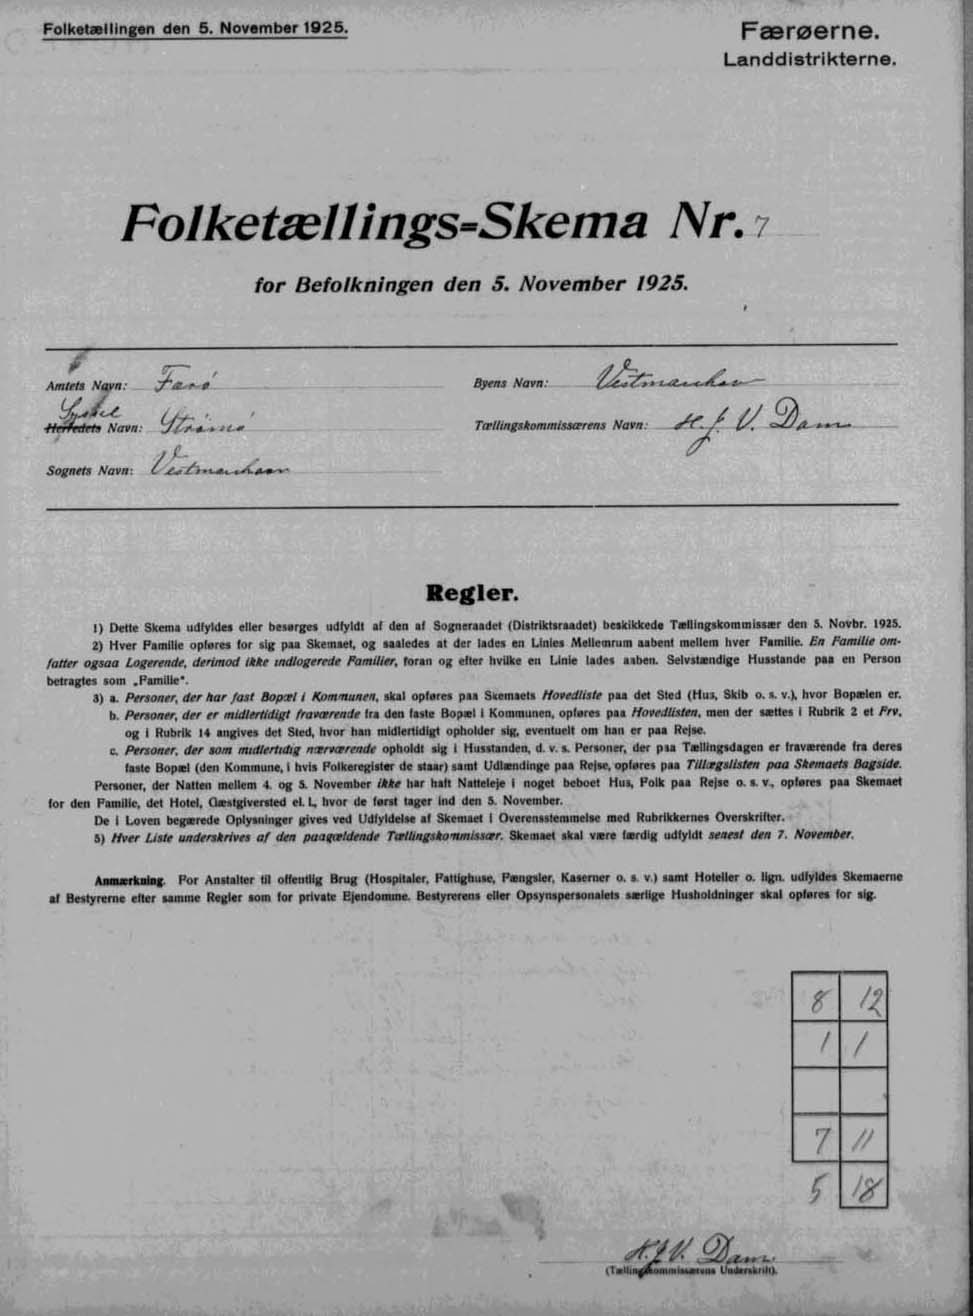 Folketællingen den 5. November 1925.
Færøerne.
Landdistrikterne.
Folketællings-Skema Nr. 7
for Befolkningen den 5. November 1925.
Amtets Navn: Færø
Byens Navn: Vestmanhav
Syssel
Herredets Navn: Strømø
Tællingskommissærens Navn: H. J. V. Dam
Sognets Navn: Vestmanhavn
Regler.
1) Dette Skema udfyldes eller besørges udfyldt af den af Sogneraadet (Distriktsraadet) beskikkede Tællingskommissær den 5. Novbr. 1925.
2) Hver Familie opføres for sig paa Skemaet, og saaledes at der lades en Linies Mellemrum aabent mellem hver Familie. En Familie om-
fatter ogsaa Logerende, derimod ikke indlogerede Familier, foran og efter hvilke en Linie lades aaben. Selvstændige Husstande paa en Person
betragtes som „Familie“.
3) a. Personer, der har fast Bopæl i Kommunen, skal opføres paa Skemaets Hovedliste paa det Sted (Hus, Skib o. s. v.), hvor Bopælen er.
b. Personer, der er midlertidigt fraværende fra den faste Bopæl i Kommunen, opføres paa Hovedlisten, men der sættes i Rubrik 2 et Frv,
og i Rubrik 14 angives det Sted, hvor han midlertidigt opholder sig, eventuelt om han er paa Rejse.
c. Personer, der som midlertidig nærværende opholdt sig i Husstanden, d. v. s. Personer, der paa Tællingsdagen er fraværende fra deres
faste Bopæl (den Kommune, i hvis Folkeregister de staar) samt Udlændinge paa Rejse, opføres paa Tillægslisten paa Skemaets Bagside.
Personer, der Natten mellem 4. og 5. November ikke har haft Natteleje i noget beboet Hus, Folk paa Rejse o. s. v., opføres paa Skemaet
for den Familie, det Hotel, Gæstgiversted el. l., hvor de først tager ind den 5. November.
De i Loven begærede Oplysninger gives ved Udfyldelse af Skemaet i Overensstemmelse med Rubrikkernes Overskrifter.
5) Hver Liste underskrives af den paagældende Tællingskommissær. Skemaet skal være færdig udfyldt senest den 7. November.
Anmærkning. For Anstalter til offentlig Brug (Hospitaler, Fattighuse, Fængsler, Kaserner o. s. v.) samt Hoteller o. lign. udfyldes Skemaerne
af Bestyrerne efter samme Regler som for private Ejendomme. Bestyrerens eller Opsynspersonalets særlige Husholdninger skal opføres for sig.
8 12
1 1
7 11
5 18
H. J. V. Dam
(Tællingskommissærens Underskrift).